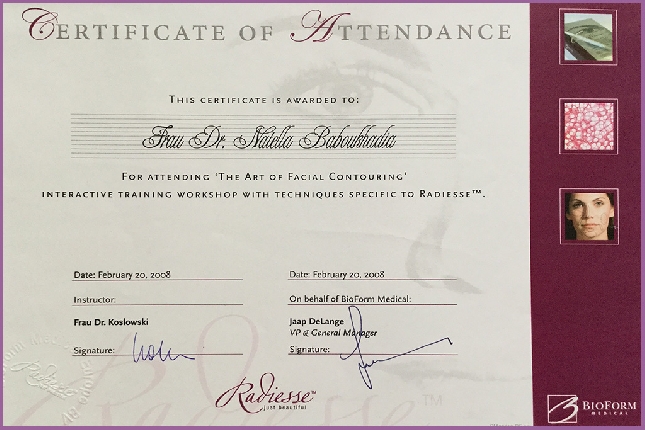 CERTIFICATE OF ATTENDANCE
THIS CERTIFICATE IS AWARDED TO:
Frau Dr. Natella Baboukhadia
FOR ATTENDING 'THE ART OF FACIAL CONTOURING'
INTERACTIVE TRAINING WORKSHOP WITH TECHNIQUES SPECIFIC TO RADIESSE™.
Date: February 20, 2008
Date: February 20, 2008
Instructor:
On behalf of BioForm Medical:
Frau Dr. Koslowski
Jaap DeLange
VP & General Manager
Signature:
Signature:
Radiesse™
just beautiful
BIOFORM
MEDICAL